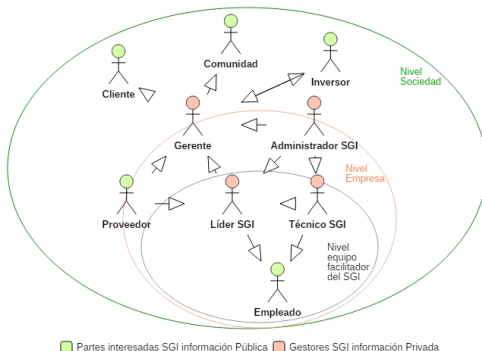 Comunidad
Nivel
Sociedad
Cliente
Inversor
Gerente
Administrador SGI
Nivel
Empresa
Proveedor
Líder SGI
Técnico SGI
Nivel
equipo
facilitador
del SGI
Empleado
Partes interesadas SGI información Pública
Gestores SGI información Privada